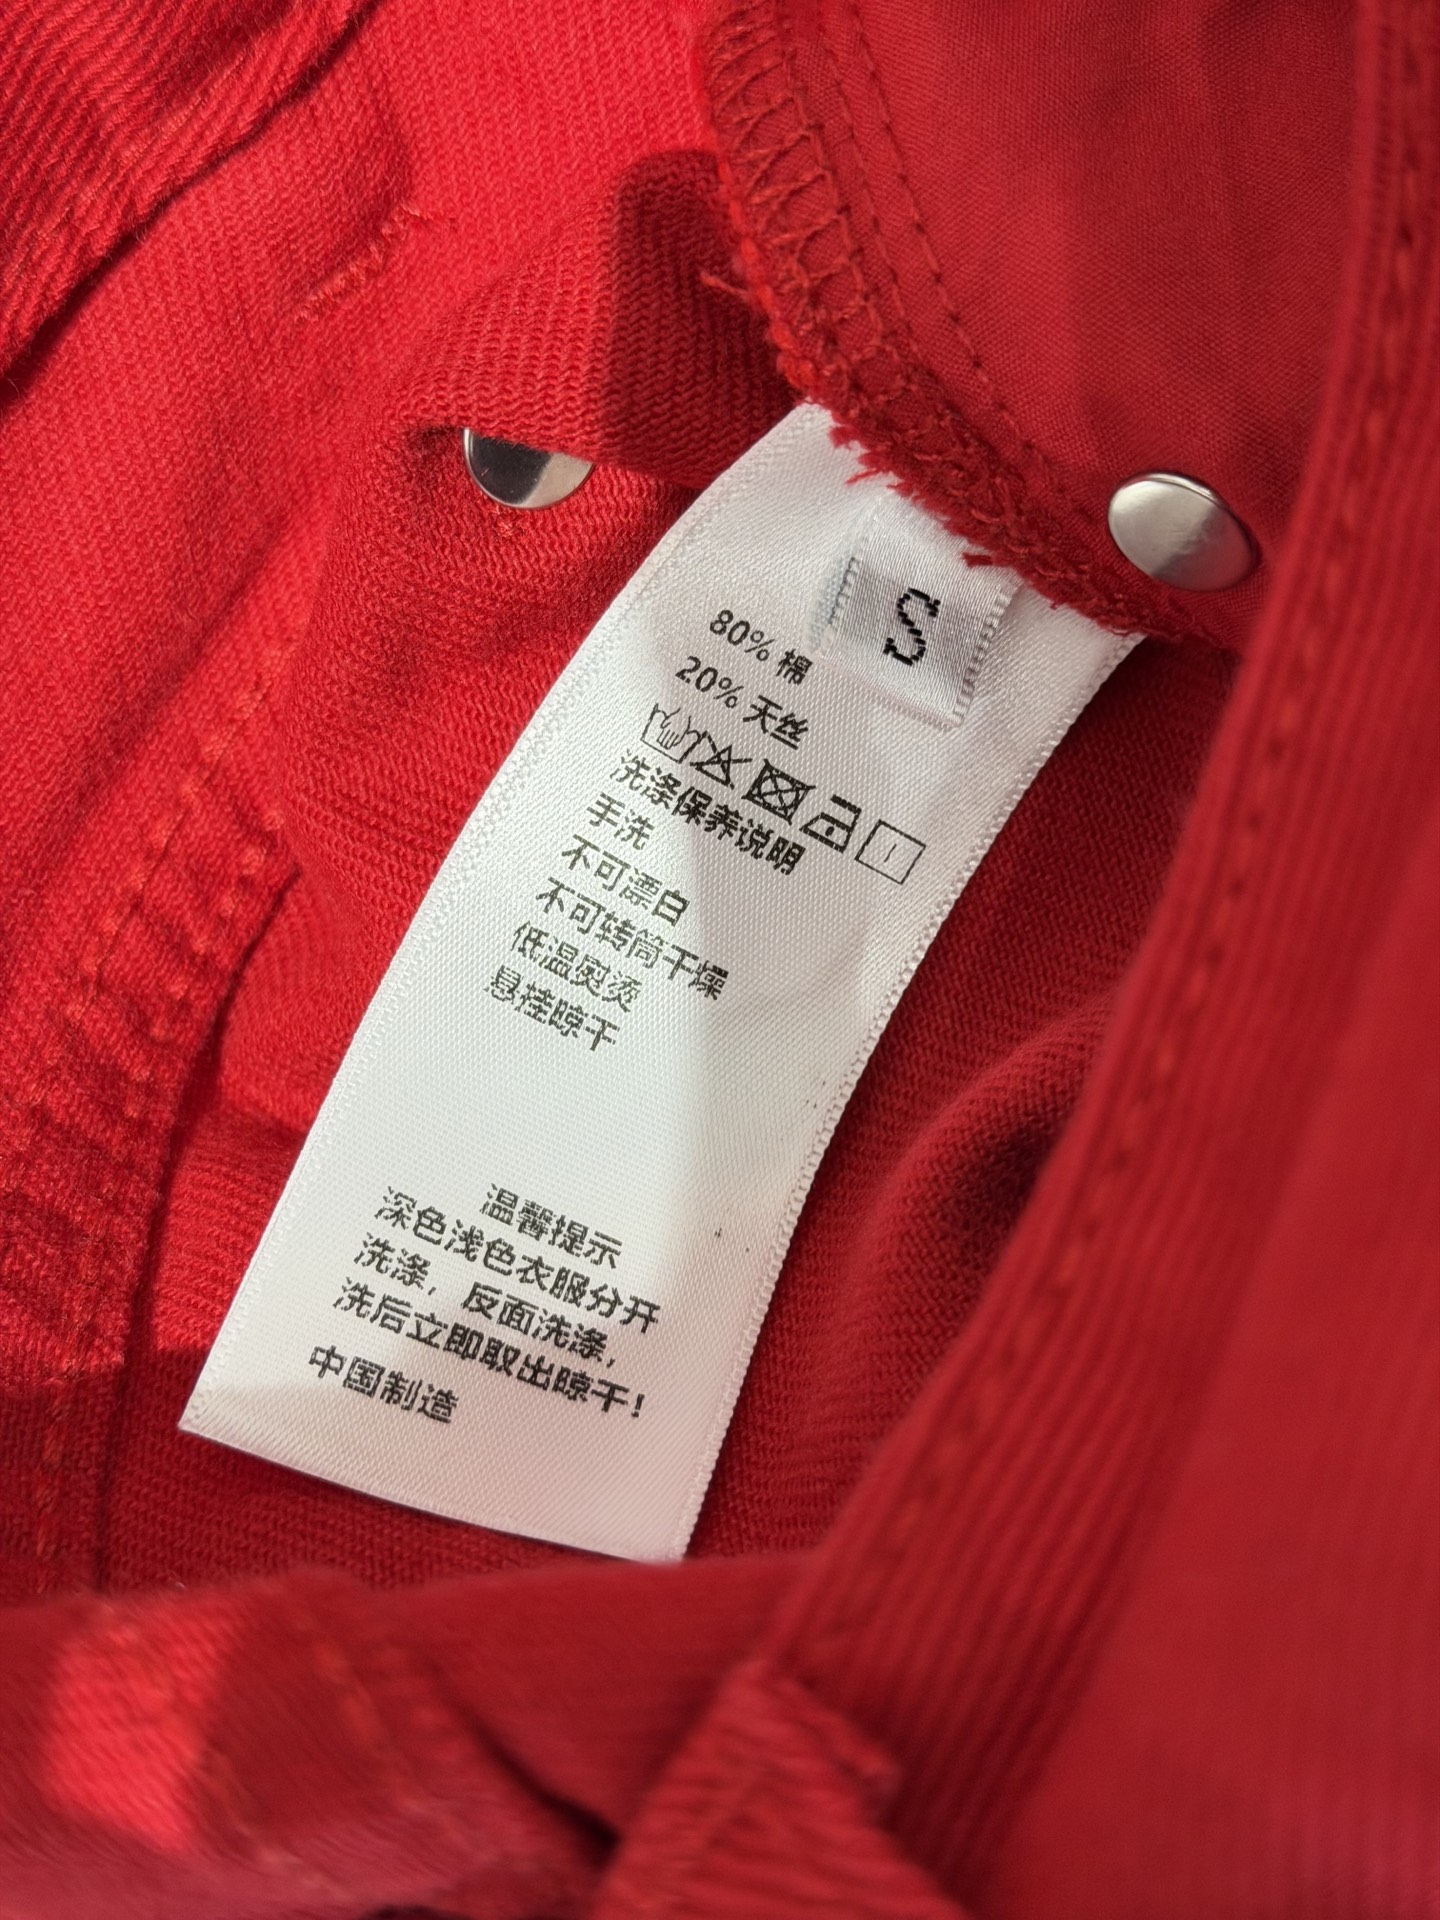 S
80% 棉
20% 天丝
洗涤保养说明
手洗
不可漂白
不可转筒干燥
低温熨烫
悬挂晾干
温馨提示
深色浅色衣服分开
洗涤，反面洗涤，
洗后立即取出晾干！
中国制造